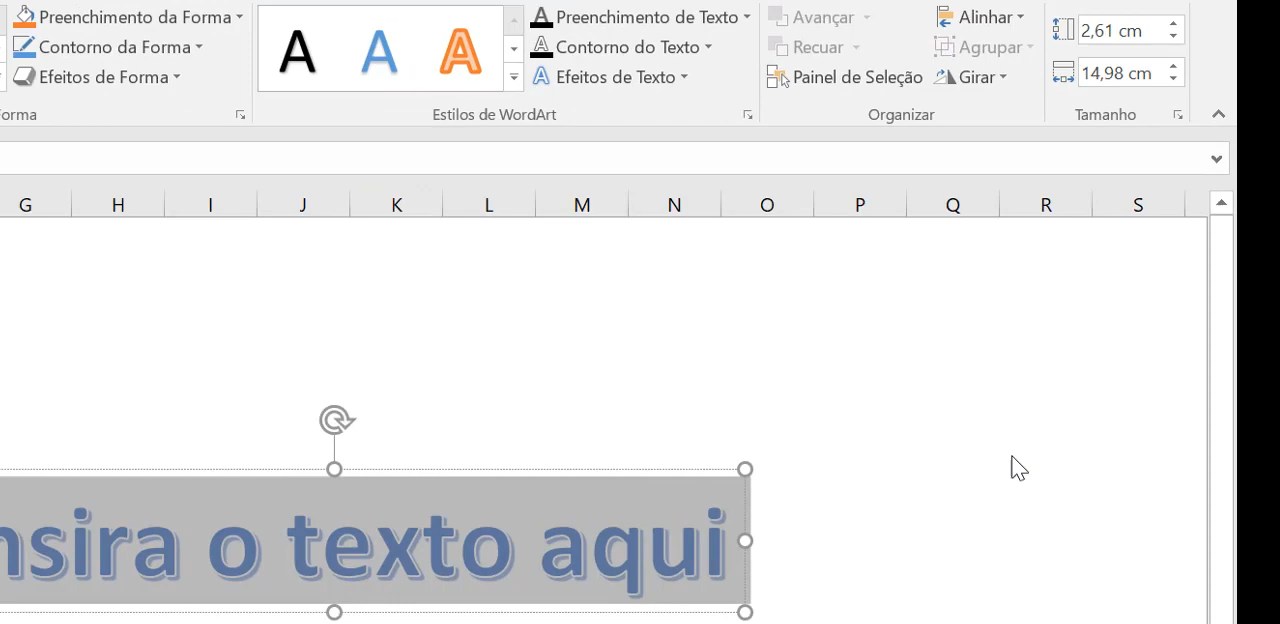 Preenchimento da Forma
Contorno da Forma
Efeitos de Forma
orma
A A A
Estilos de WordArt
Preenchimento de Texto
Contorno do Texto
Efeitos de Texto
Avançar
Recuar
Painel de Seleção
Alinhar
Agrupar
Girar
Organizar
2,61 cm
14,98 cm
Tamanho
G H I J K L M N O P Q R S
nsira o texto aqui